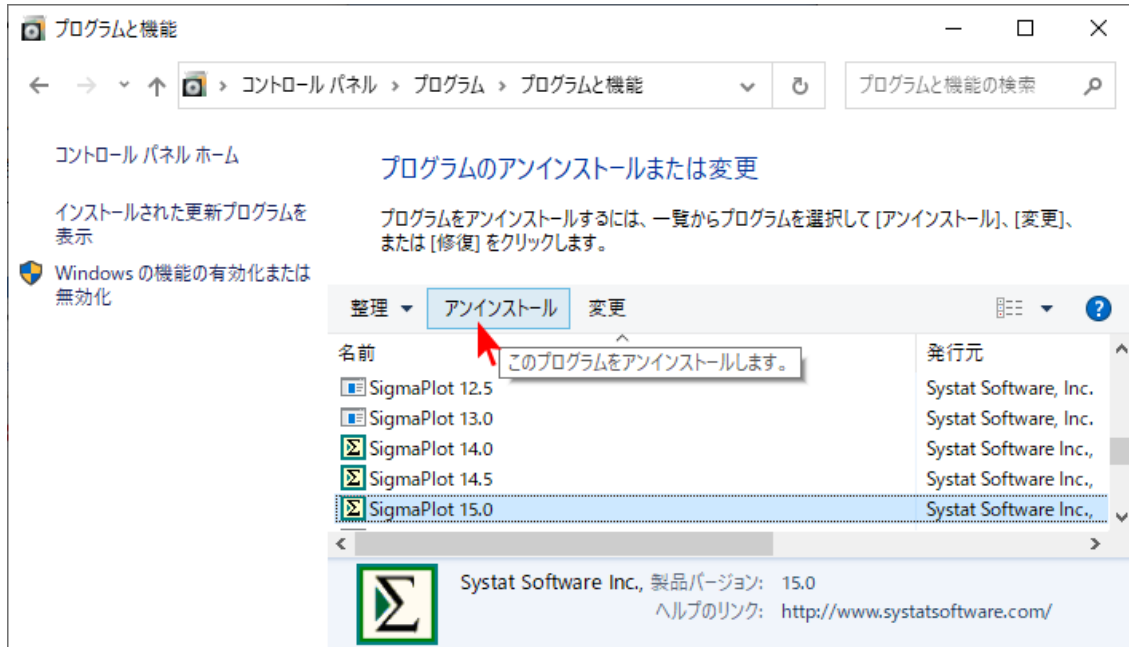 プログラムと機能
コントロール パネル › プログラム › プログラムと機能
プログラムと機能の検索
コントロール パネル ホーム
インストールされた更新プログラムを
表示
Windows の機能の有効化または
無効化
プログラムのアンインストールまたは変更
プログラムをアンインストールするには、一覧からプログラムを選択して [アンインストール]、[変更]、
または [修復] をクリックします。
整理 アンインストール 変更
名前 発行元
このプログラムをアンインストールします。
SigmaPlot 12.5 Systat Software, Inc.
SigmaPlot 13.0 Systat Software, Inc.
SigmaPlot 14.0 Systat Software Inc.,
SigmaPlot 14.5 Systat Software Inc.,
SigmaPlot 15.0 Systat Software Inc.,
Systat Software Inc., 製品バージョン: 15.0
ヘルプのリンク: http://www.systatsoftware.com/